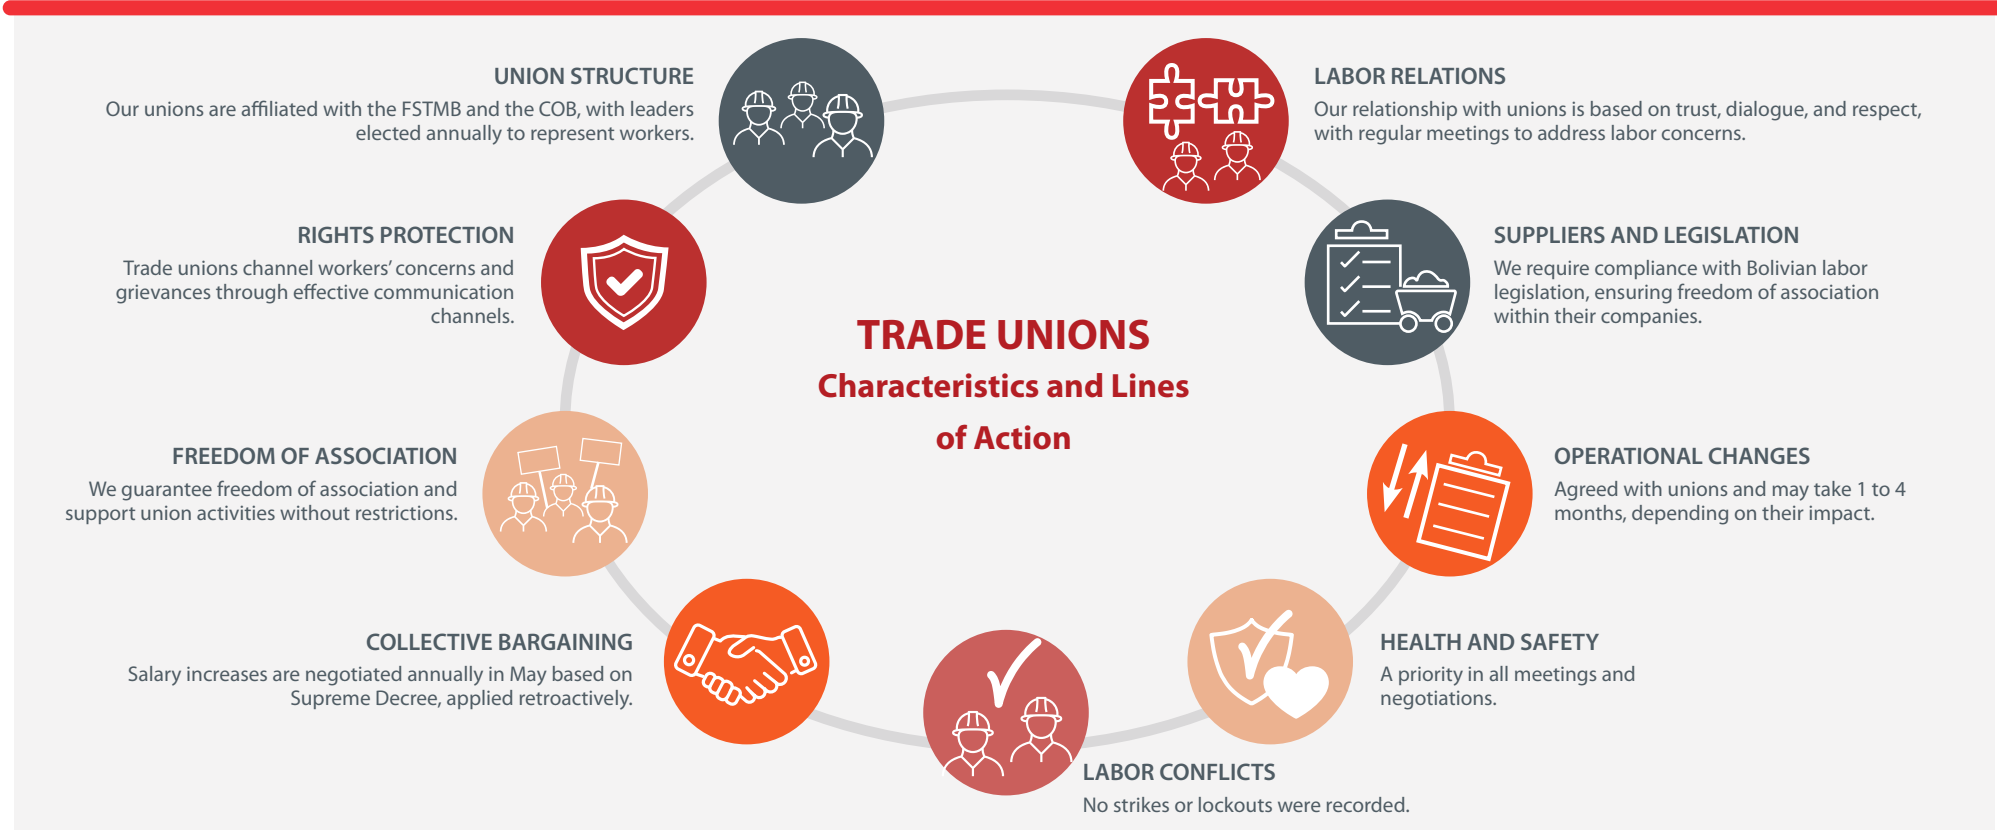 UNION STRUCTURE
Our unions are affiliated with the FSTMB and the COB, with leaders
elected annually to represent workers.
LABOR RELATIONS
Our relationship with unions is based on trust, dialogue, and respect,
with regular meetings to address labor concerns.
RIGHTS PROTECTION
Trade unions channel workers’ concerns and
grievances through effective communication
channels.
SUPPLIERS AND LEGISLATION
We require compliance with Bolivian labor
legislation, ensuring freedom of association
within their companies.
TRADE UNIONS
Characteristics and Lines
of Action
FREEDOM OF ASSOCIATION
We guarantee freedom of association and
support union activities without restrictions.
OPERATIONAL CHANGES
Agreed with unions and may take 1 to 4
months, depending on their impact.
COLLECTIVE BARGAINING
Salary increases are negotiated annually in May based on
Supreme Decree, applied retroactively.
HEALTH AND SAFETY
A priority in all meetings and
negotiations.
LABOR CONFLICTS
No strikes or lockouts were recorded.